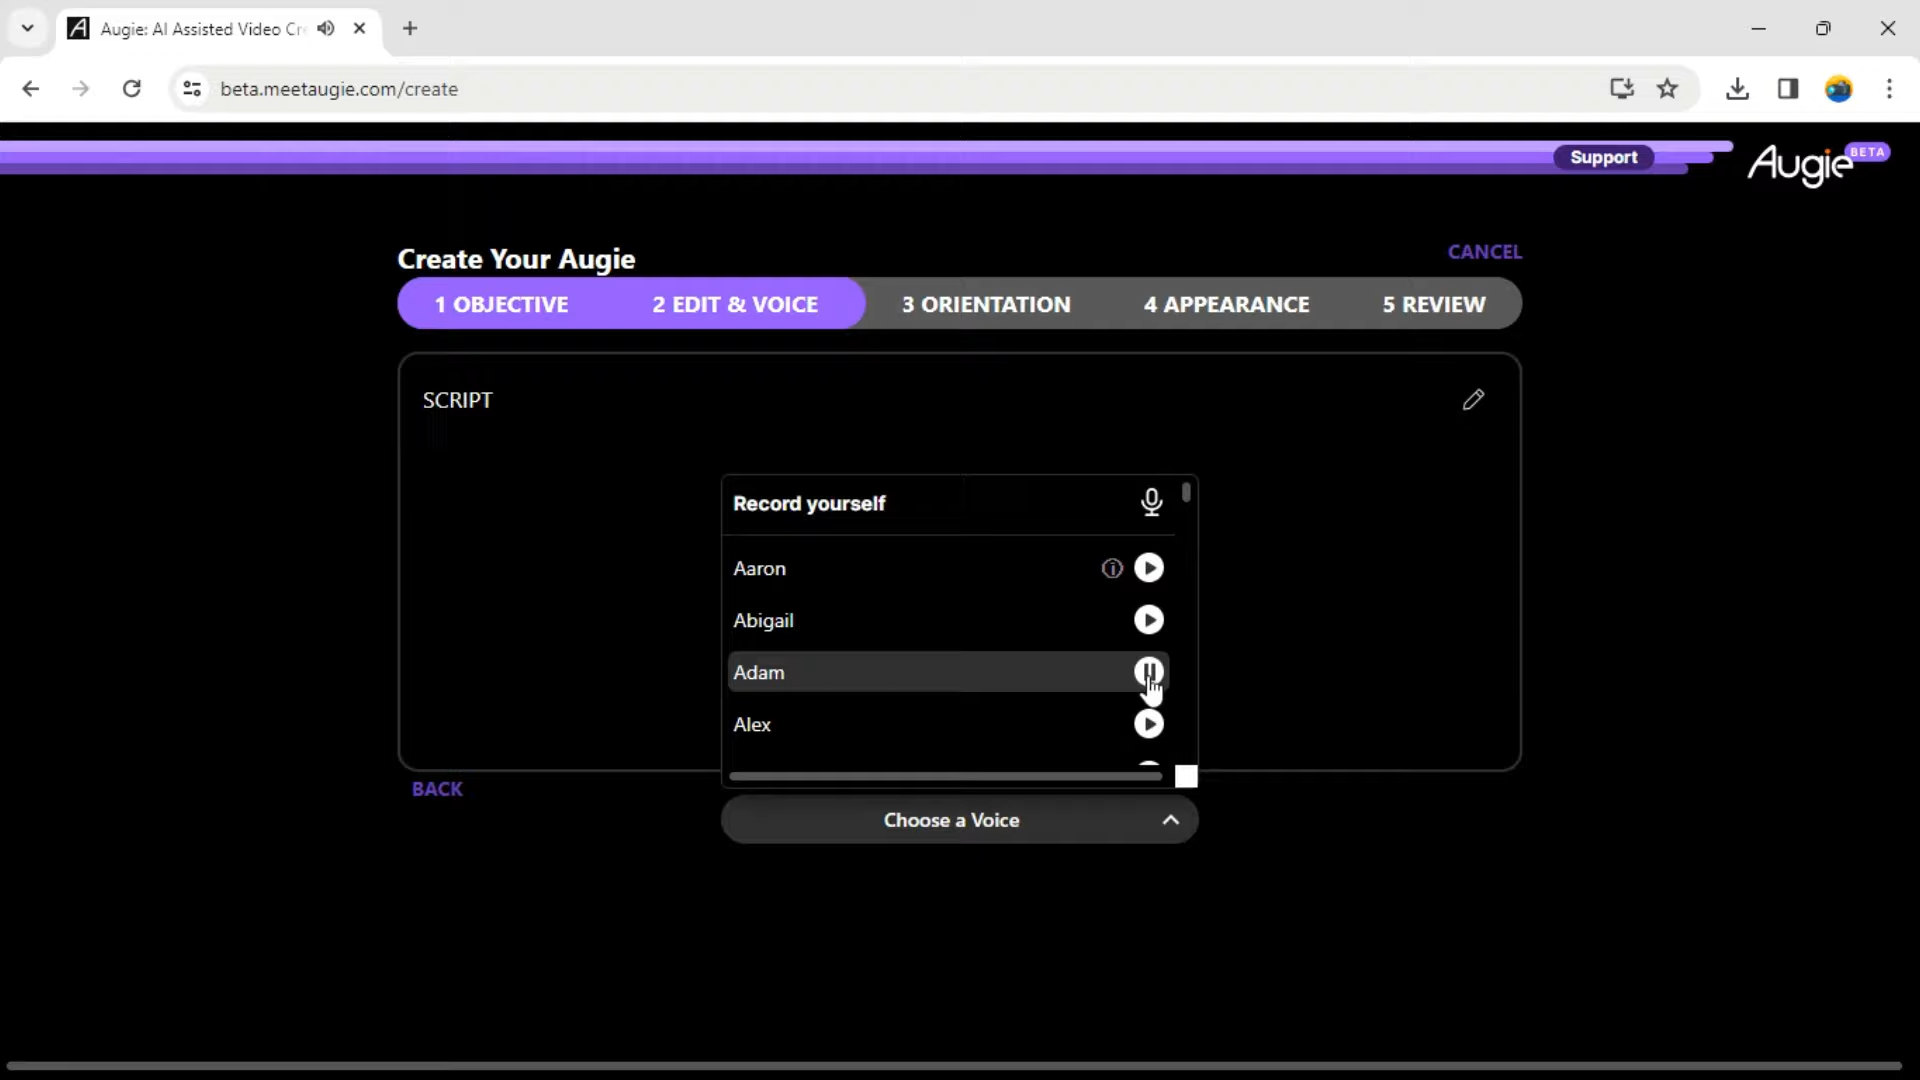 Augie: AI Assisted Video Cr
beta.meetaugie.com/create
Support
Augie BETA
Create Your Augie
CANCEL
1 OBJECTIVE
2 EDIT & VOICE
3 ORIENTATION
4 APPEARANCE
5 REVIEW
SCRIPT
Record yourself
Aaron
Abigail
Adam
Alex
BACK
Choose a Voice